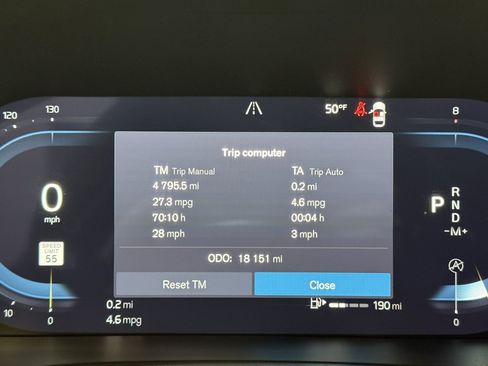 120
130
50°F
8
Trip computer
TM Trip Manual
TA Trip Auto
4 795.5 mi
0.2 mi
27.3 mpg
4.6 mpg
70:10 h
00:04 h
28 mph
3 mph
ODO: 18 151 mi
Reset TM
Close
0
mph
SPEED
LIMIT
55
P
R
N
D
-M+
A
10
0
0.2 mi
4.6 mpg
190 mi
0